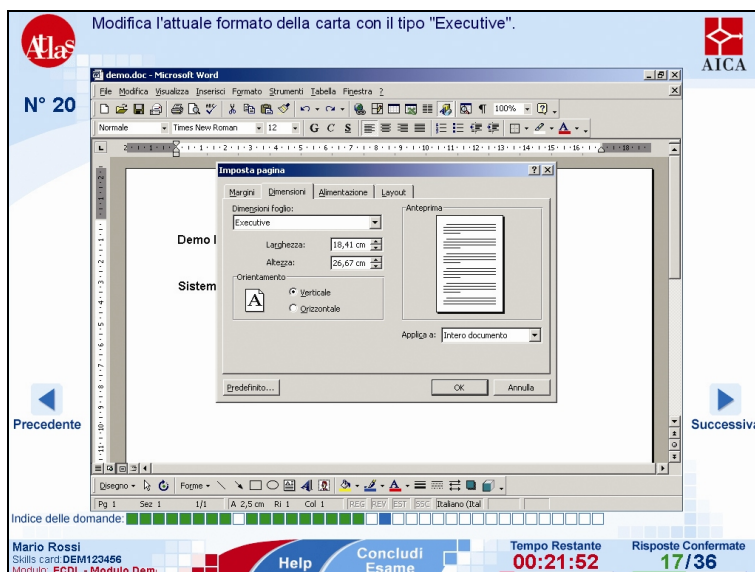 Modifica l'attuale formato della carta con il tipo "Executive".
Atlas
AICA
N° 20
demo.doc - Microsoft Word
File Modifica Visualizza Inserisci Formato Strumenti Tabella Finestra ?
100%
Normale Times New Roman 12 G C S
Imposta pagina
Margini Dimensioni Alimentazione Layout
Dimensioni foglio:
Executive
Larghezza: 18,41 cm
Altezza: 26,67 cm
Orientamento
A
Verticale
Orizzontale
Anteprima
Applica a: Intero documento
Predefinito... OK Annulla
Demo
Sistem
Precedente
Successiva
Disegno Forme
Pg 1 Sez 1 1/1 A 2,5 cm Ri 1 Col 1 REG REV EST SSC Italiano (Ital
Indice delle domande:
Mario Rossi
Skills card: DEM123456
Modulo: ECDL - Modulo Dem
Help
Concludi Esame
Tempo Restante
00:21:52
Risposte Confermate
17/36